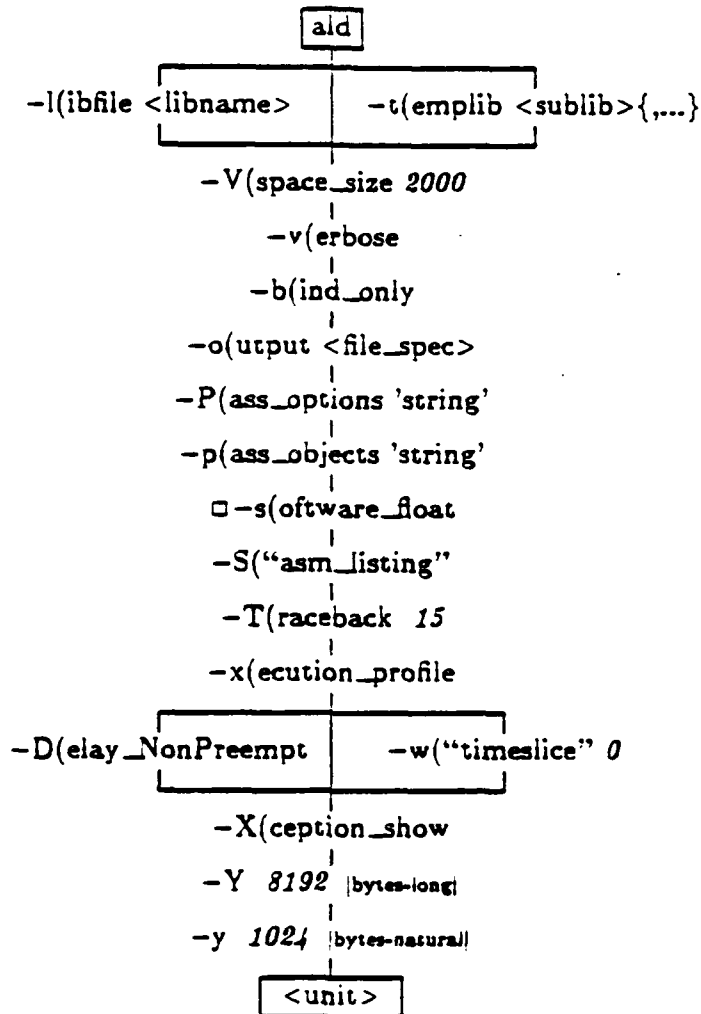 ald
-l(ibfile <libname> -t(emplib <sublib>{,...}
-V(space_size 2000
-v(erbose
-b(ind_only
-o(utput <file_spec>
-P(ass_options 'string'
-p(ass_objects 'string'
□ -s(oftware_float
-S("asm_listing"
-T(raceback 15
-x(ecution_profile
-D(elay_NonPreempt -w("timeslice" 0
-X(ception_show
-Y 8192 |bytes-long|
-y 1024 |bytes-natural|
<unit>